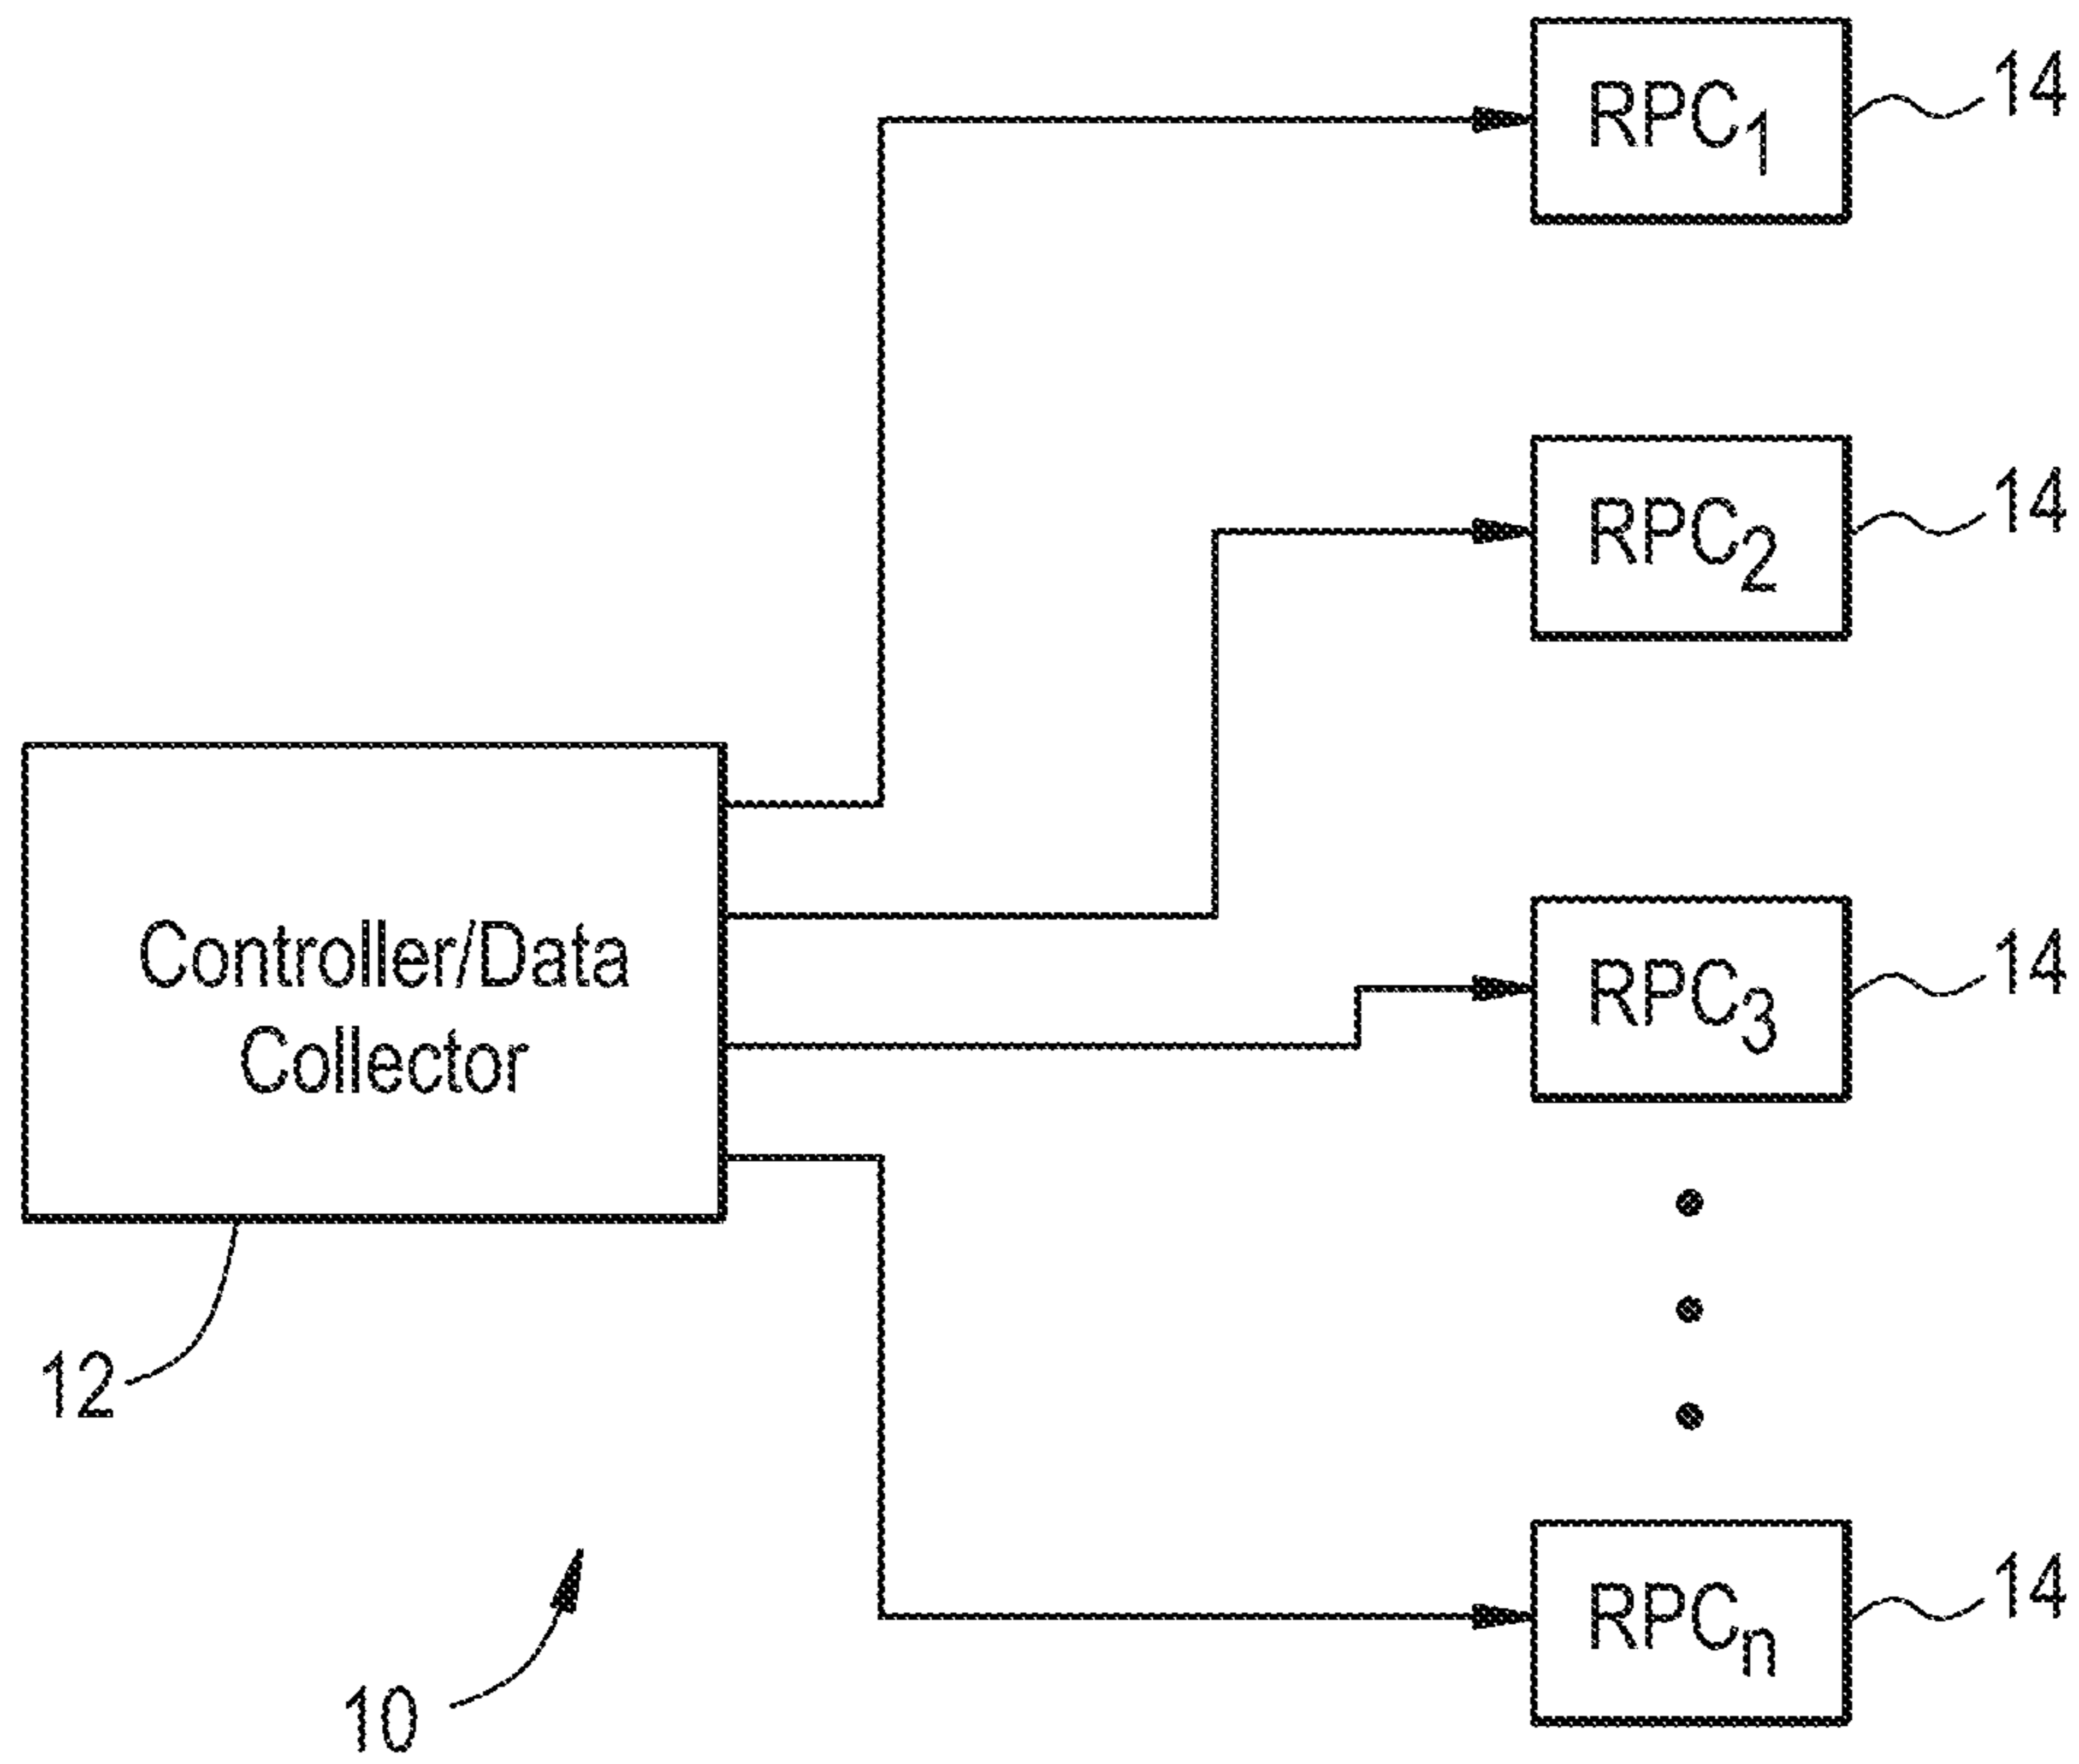 RPC1
14
RPC2
14
Controller/Data
Collector
RPC3
14
12
RPCn
14
10